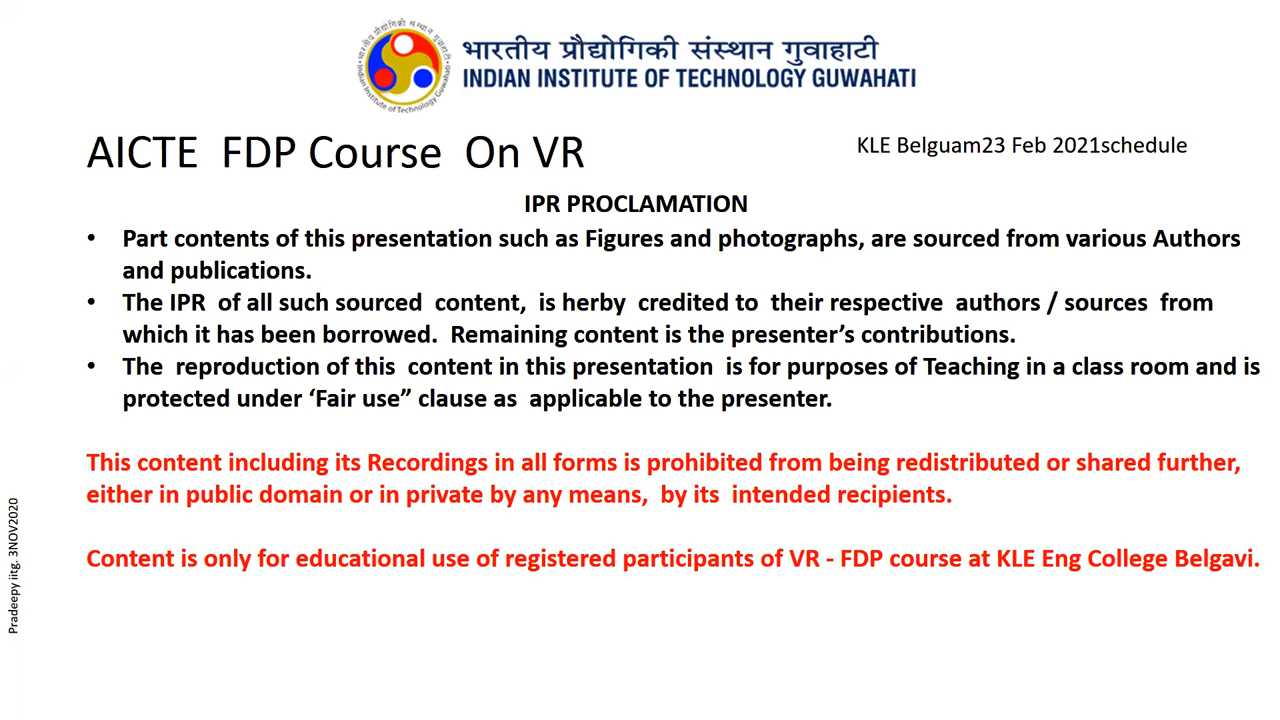 भारतीय प्रौद्योगिकी संस्थान गुवाहाटी
INDIAN INSTITUTE OF TECHNOLOGY GUWAHATI
भारतीय प्रौद्योगिकी संस्थान गुवाहाटी
Indian Institute of Technology Guwahati
AICTE FDP Course On VR
KLE Belguam23 Feb 2021schedule
IPR PROCLAMATION
• Part contents of this presentation such as Figures and photographs, are sourced from various Authors
and publications.
• The IPR of all such sourced content, is herby credited to their respective authors / sources from
which it has been borrowed. Remaining content is the presenter’s contributions.
• The reproduction of this content in this presentation is for purposes of Teaching in a class room and is
protected under ‘Fair use” clause as applicable to the presenter.
This content including its Recordings in all forms is prohibited from being redistributed or shared further,
either in public domain or in private by any means, by its intended recipients.
Content is only for educational use of registered participants of VR - FDP course at KLE Eng College Belgavi.
Pradeepy iitg. 3NOV2020